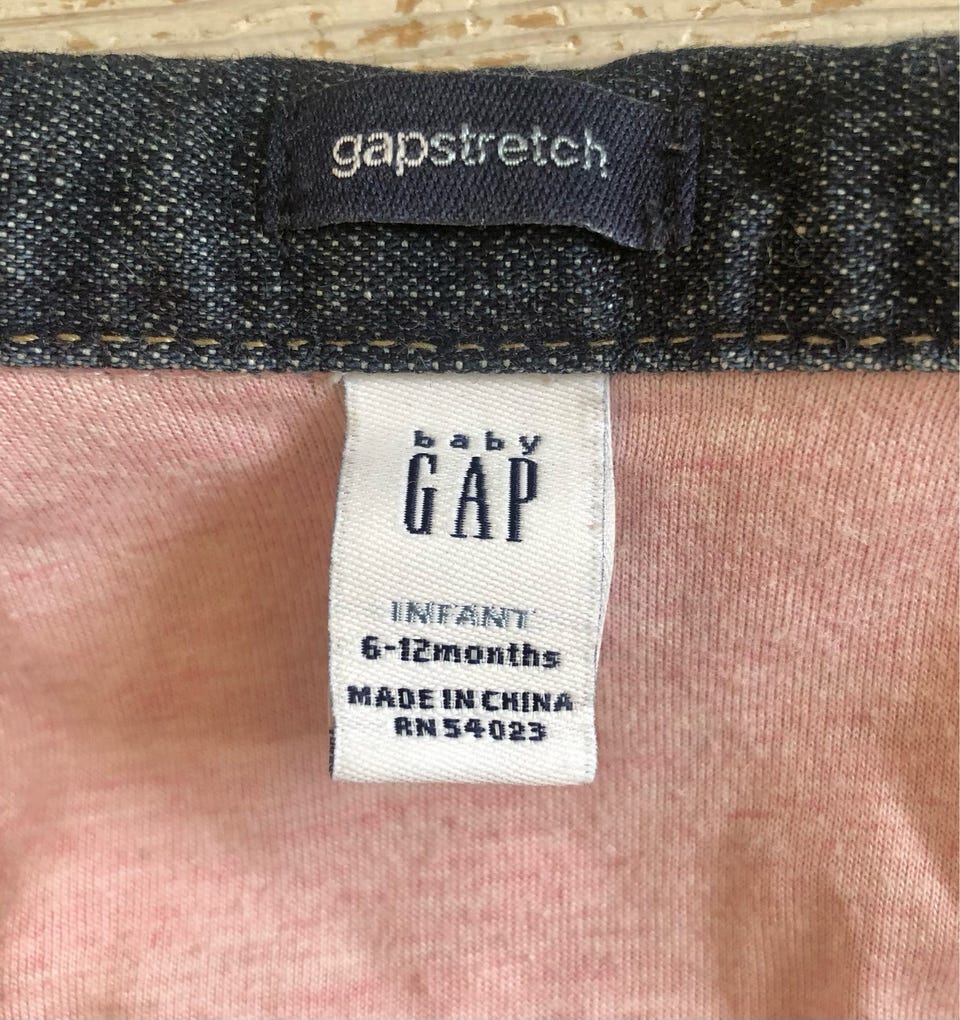 gapstretch
baby
GAP
INFANT
6-12months
MADE IN CHINA
RN 54023